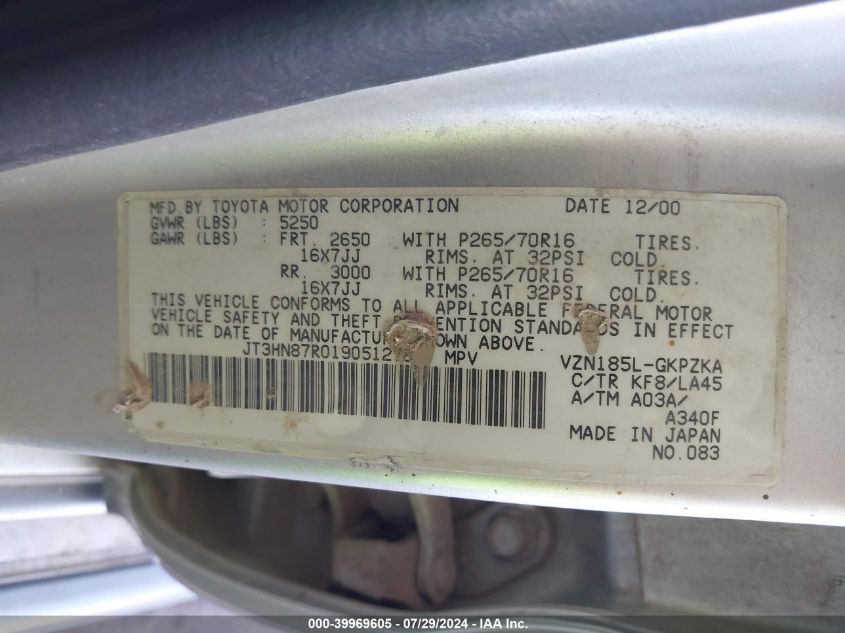 MFD.BY TOYOTA MOTOR CORPORATION DATE 12/00
GVWR (LBS) : 5250
GAWR (LBS) : FRT. 2650 WITH P265/70R16 TIRES.
16X7JJ RIMS. AT 32PSI COLD.
RR. 3000 WITH P265/70R16 TIRES.
16X7JJ RIMS. AT 32PSI COLD.
THIS VEHICLE CONFORMS TO ALL APPLICABLE FEDERAL MOTOR
VEHICLE SAFETY AND THEFT PREVENTION STANDARDS IN EFFECT
ON THE DATE OF MANUFACTURE SHOWN ABOVE.
MPV VZN185L-GKPZKA
C/TR KF8/LA45
A/TM A03A/
A340F
MADE IN JAPAN
NO.083
000-39969605 / 07/29/2024 - IAA Inc.